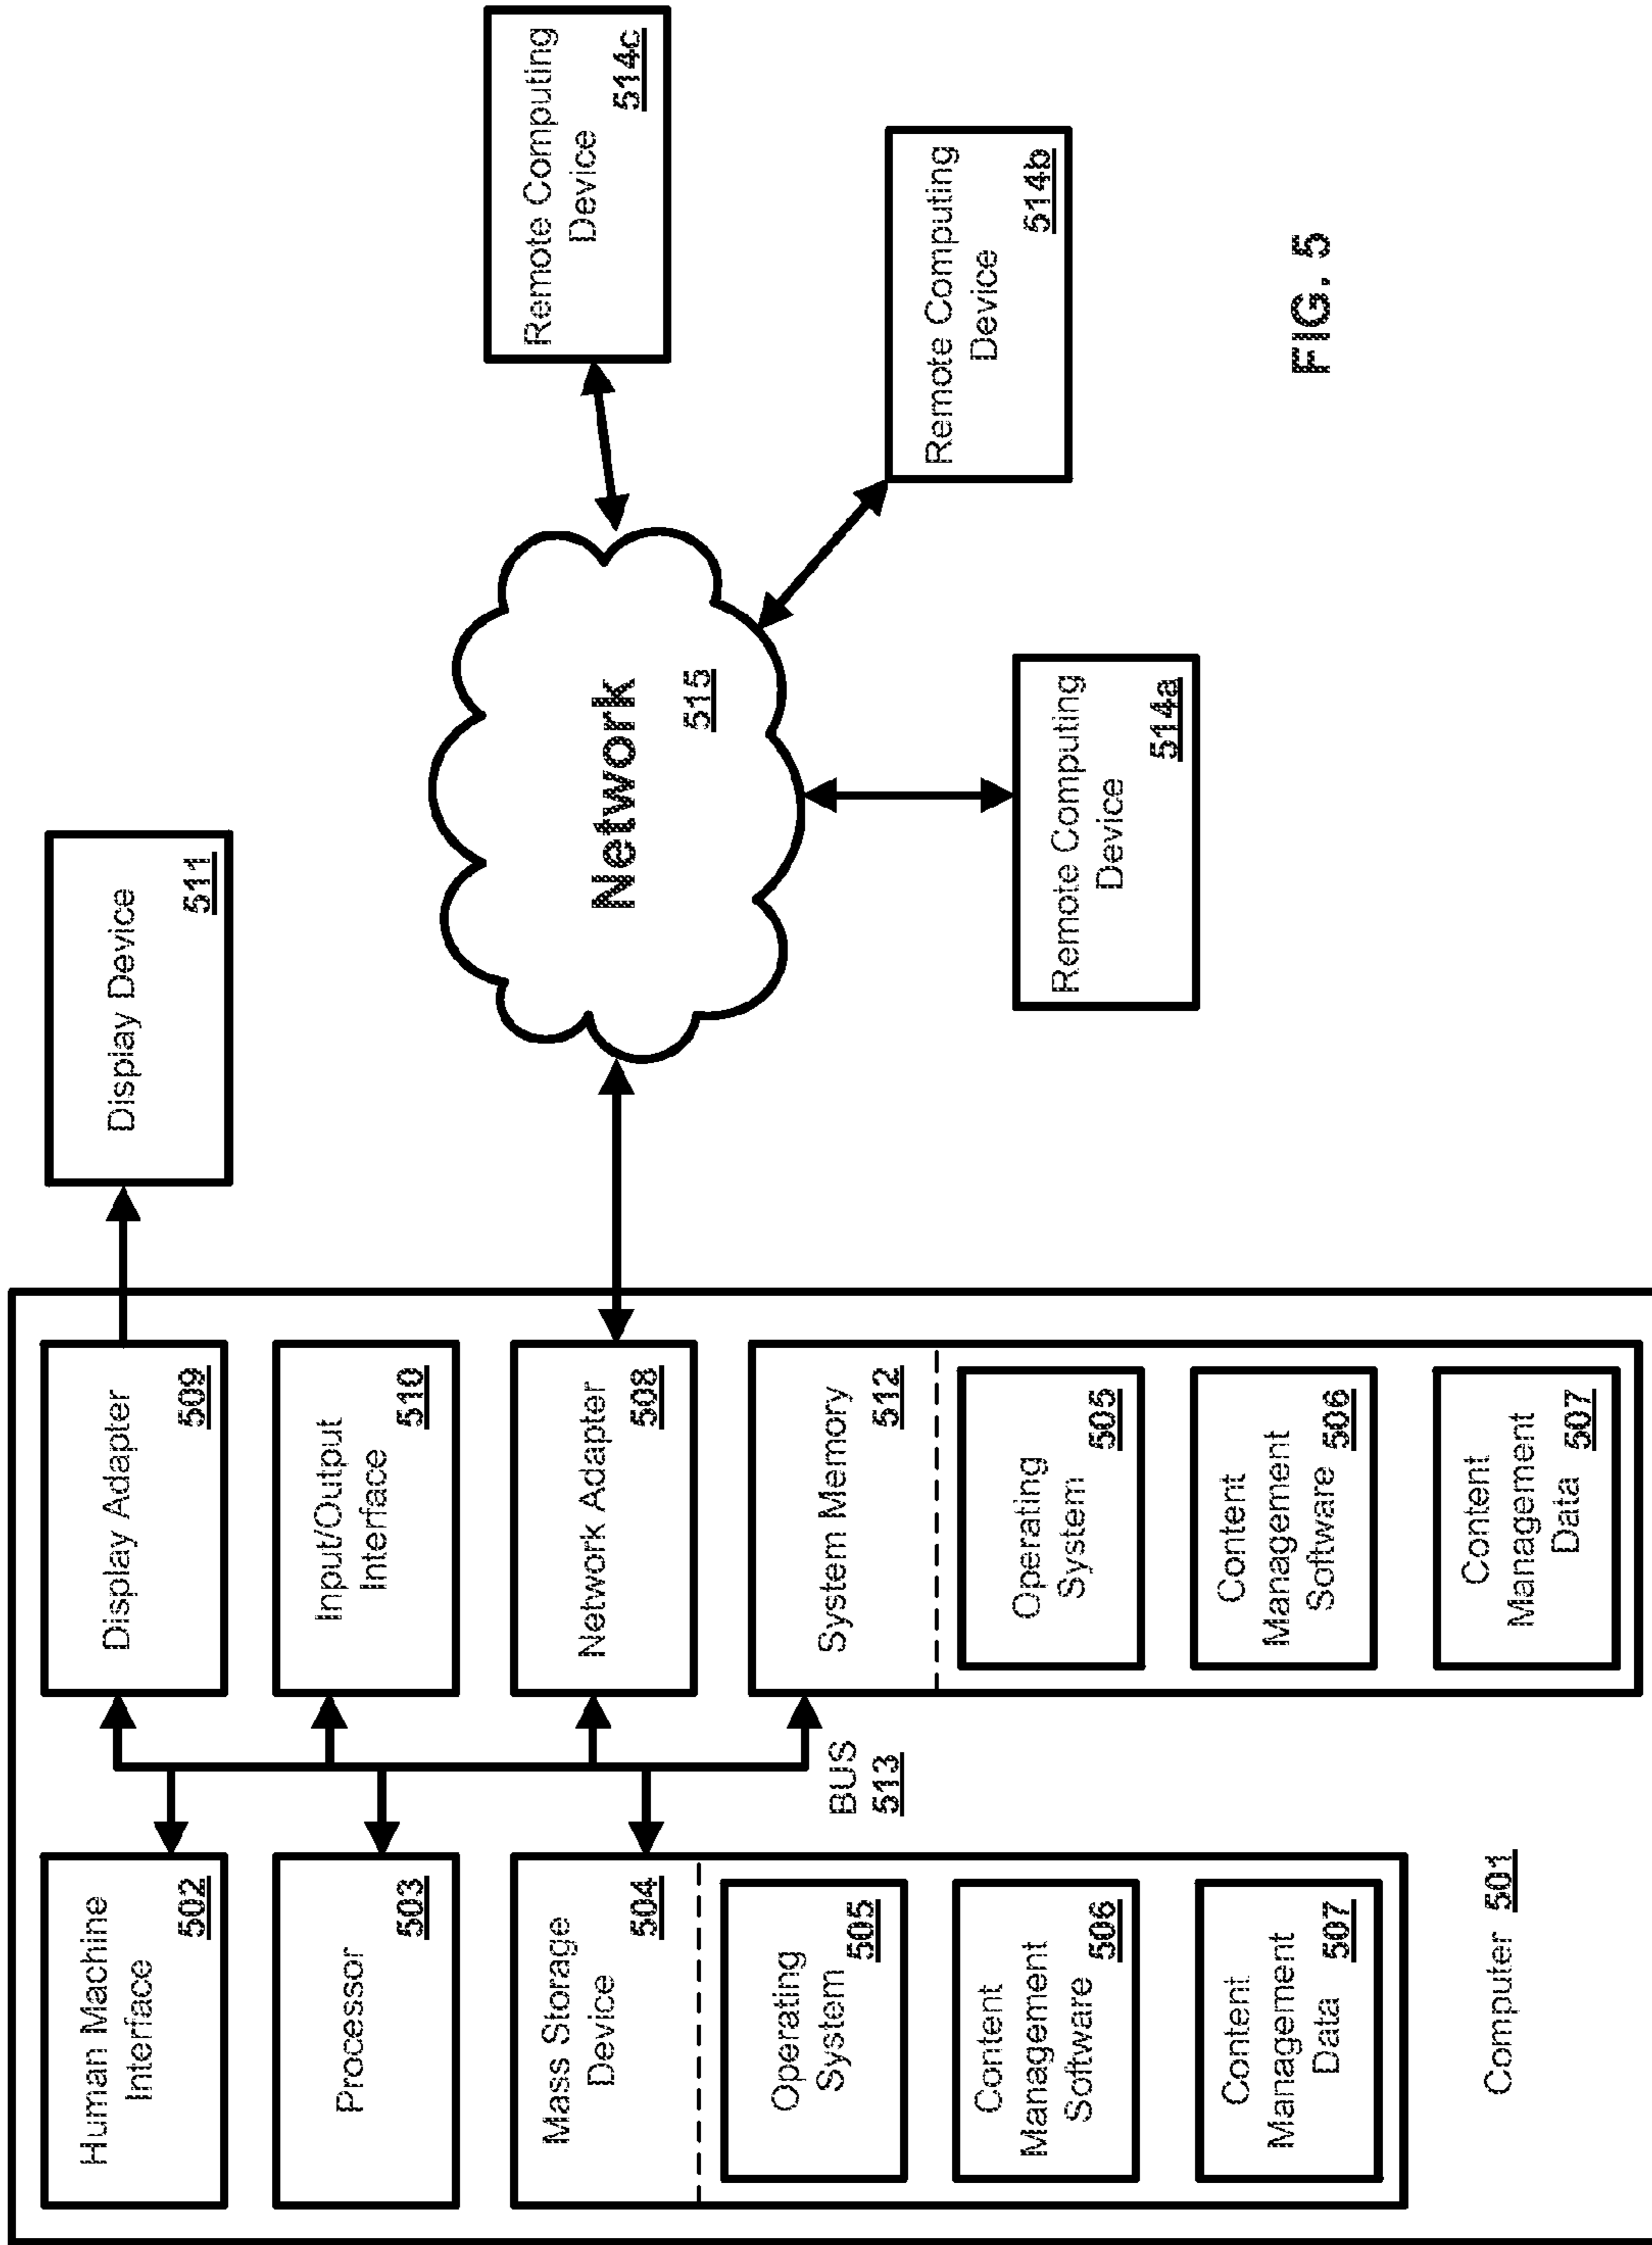 Human Machine
Interface
502
Processor
503
Mass Storage
Device
504
Operating
System
505
Content
Management
Software
506
Content
Management
Data
507
Computer 501
BUS
513
Display Adapter
509
Input/Output
Interface
510
Network Adapter
508
System Memory
512
Operating
System
505
Content
Management
Software 506
Content
Management
Data
507
Display Device
511
Network
515
Remote Computing
Device
514a
Remote Computing
Device
514b
Remote Computing
Device
514c
FIG. 5